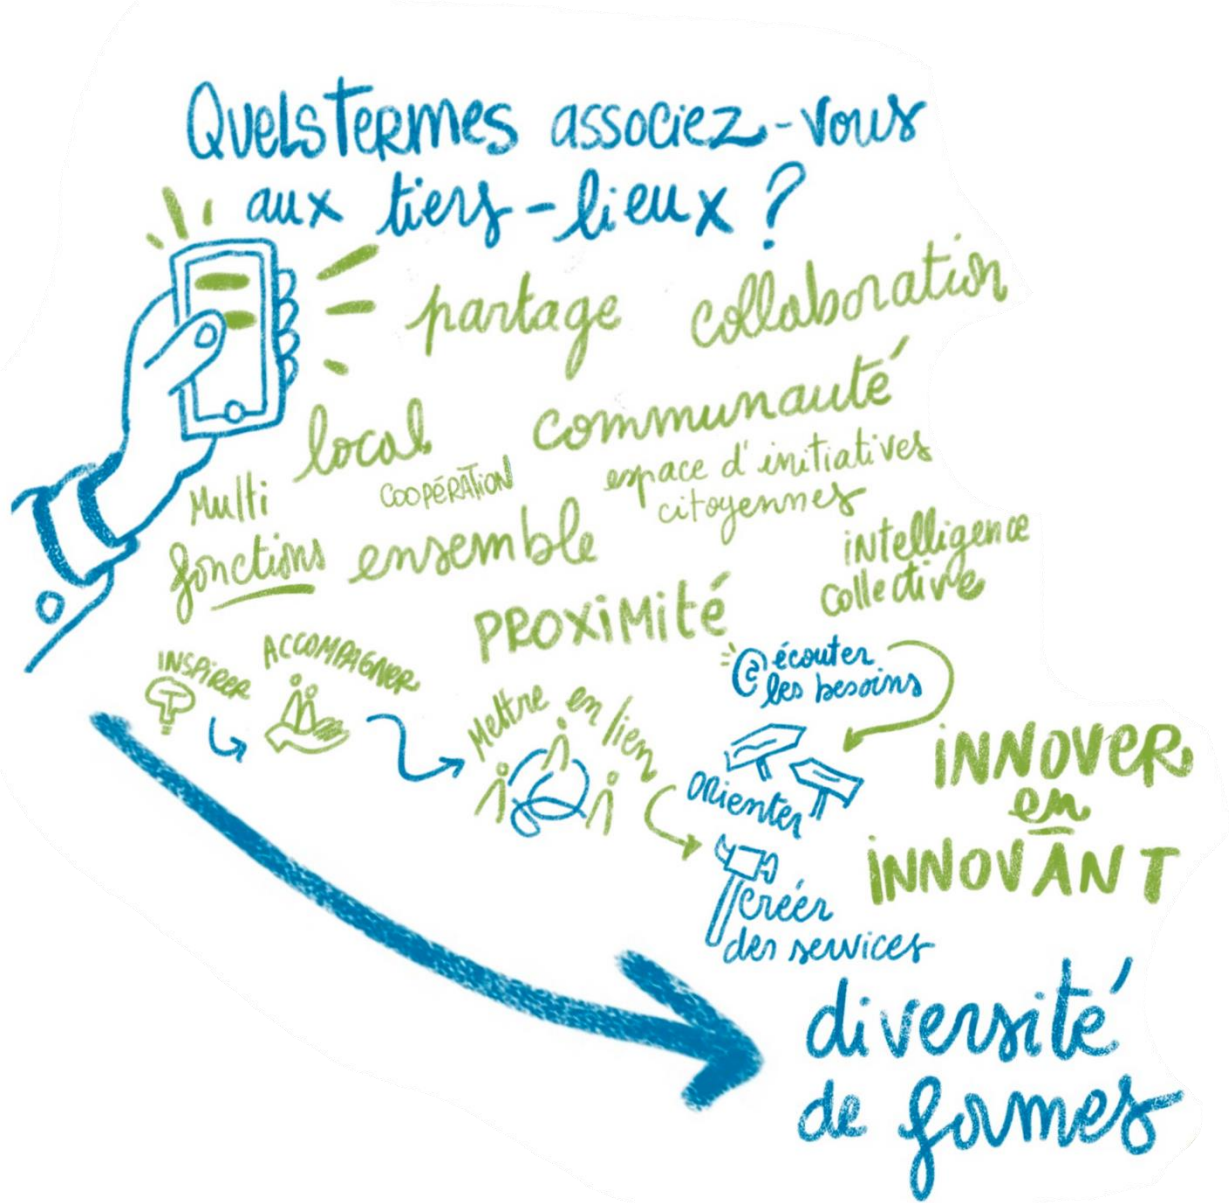 Quels termes associez-vous
aux tiers-lieux ?
partage collaboration
local communauté
COOPÉRATION espace d'initiatives
citoyennes
Multi
fonctions ensemble
intelligence
collective
PROXIMITÉ
INSPIRER ACCOMPAGNER
Mettre en lien
écouter
les besoins
orienter
créer
des services
INNOVER
en
INNOVANT
diversité
de formes